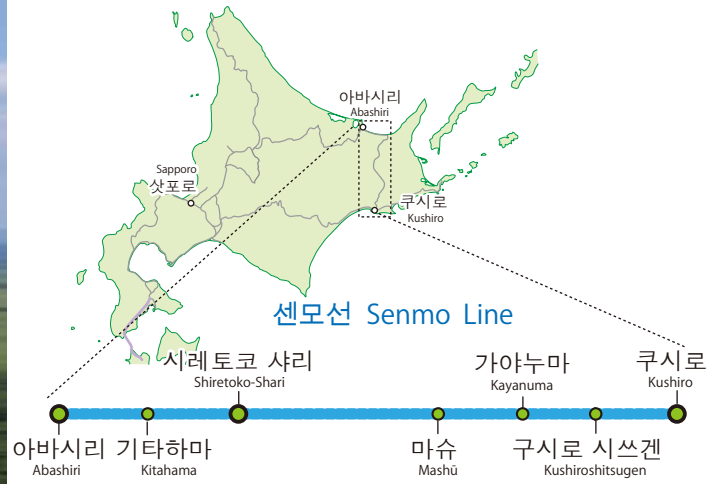 아바시리
Abashiri
Sapporo
삿포로
쿠시로
Kushiro
센모선 Senmo Line
시레토코 샤리
Shiretoko-Shari
가야누마
Kayanuma
쿠시로
Kushiro
아바시리
Abashiri
기타하마
Kitahama
마슈
Mashū
구시로 시쓰겐
Kushiroshitsugen